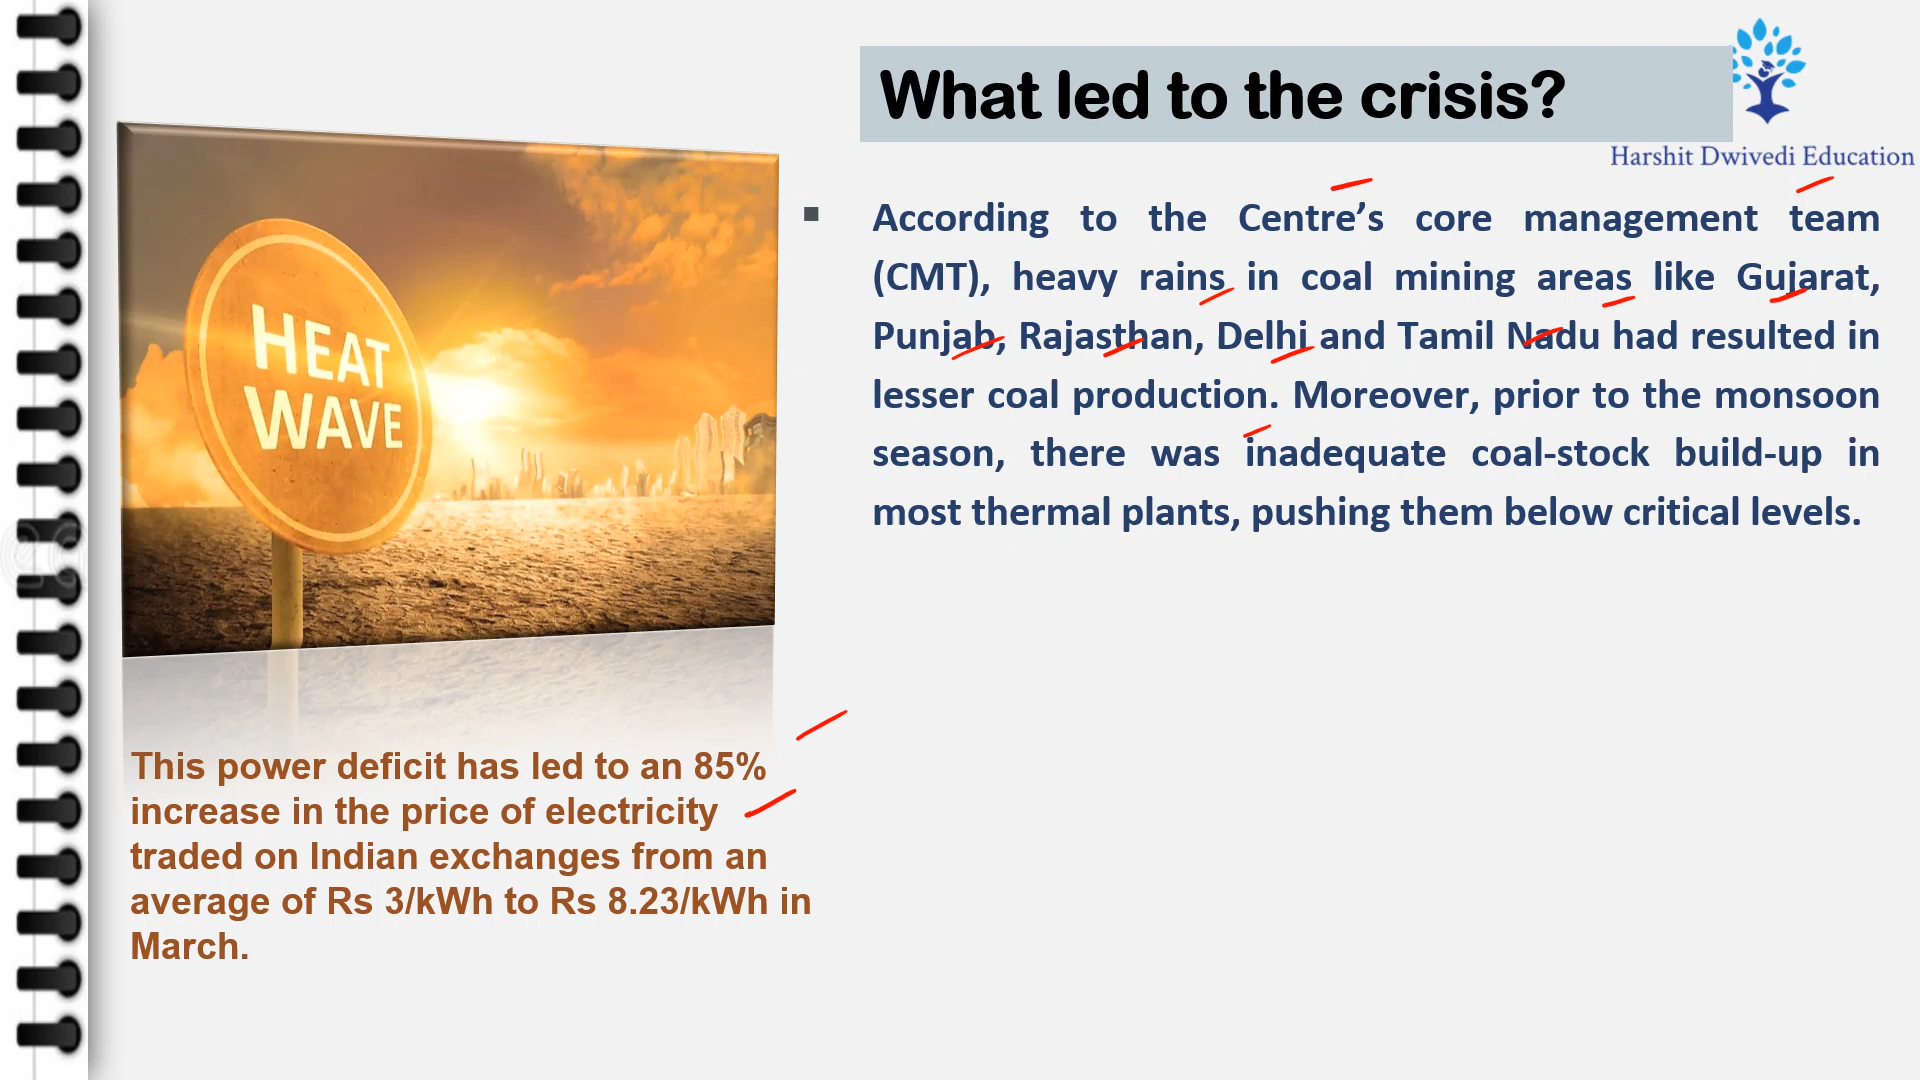 What led to the crisis?
Harshit Dwivedi Education
HEAT
WAVE
▪ According to the Centre’s core management team
(CMT), heavy rains in coal mining areas like Gujarat,
Punjab, Rajasthan, Delhi and Tamil Nadu had resulted in
lesser coal production. Moreover, prior to the monsoon
season, there was inadequate coal-stock build-up in
most thermal plants, pushing them below critical levels.
This power deficit has led to an 85%
increase in the price of electricity
traded on Indian exchanges from an
average of Rs 3/kWh to Rs 8.23/kWh in
March.